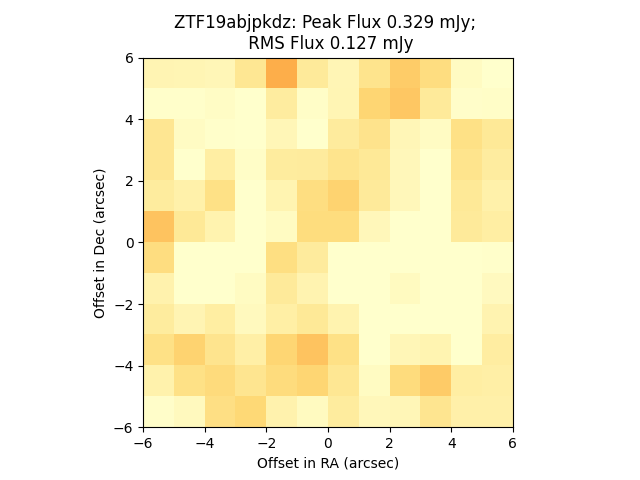 ZTF19abjpkdz: Peak Flux 0.329 mJy;
RMS Flux 0.127 mJy
6
4
2
0
−2
−4
−6
Offset in Dec (arcsec)
−6 −4 −2 0 2 4 6
Offset in RA (arcsec)